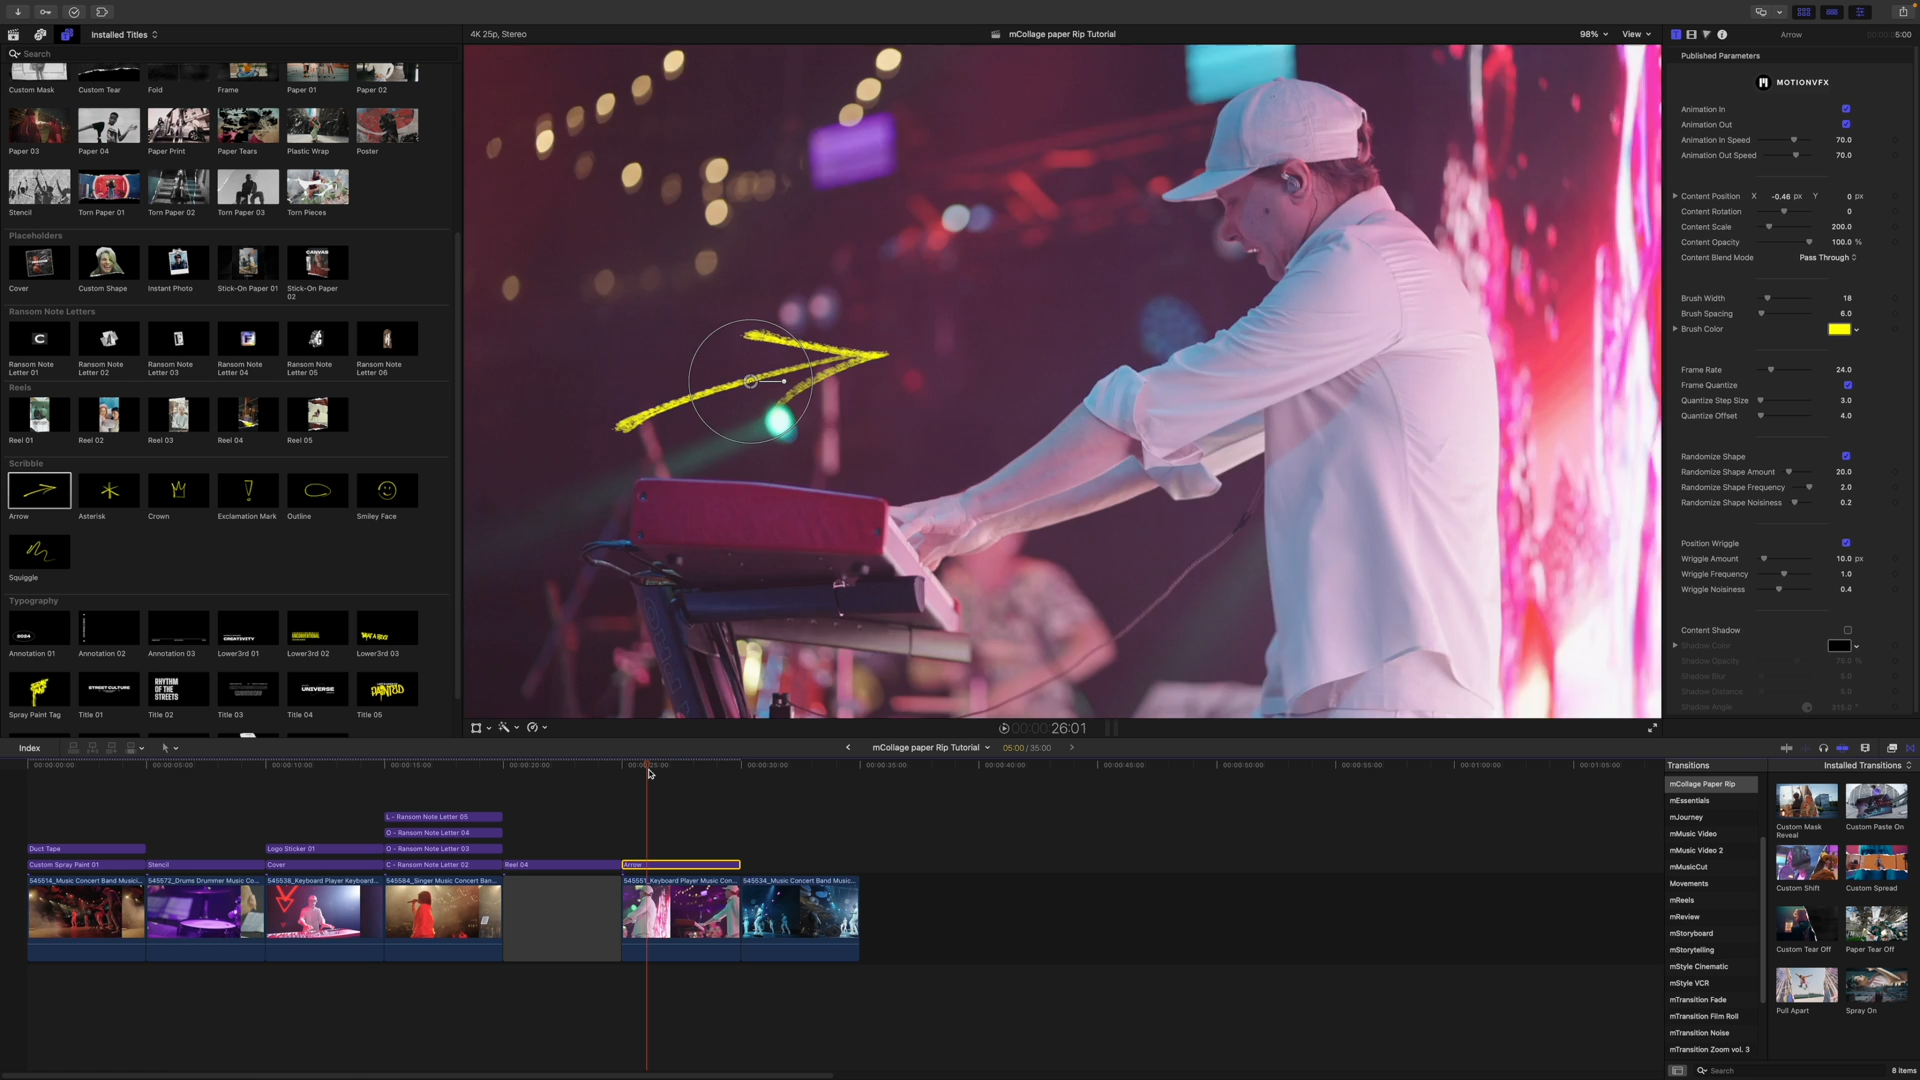 Installed Titles
4K 25p, Stereo
mCollage paper Rip Tutorial
98%
View
Arrow
5:00
Search
Published Parameters
MOTIONVFX
Custom Mask
Custom Tear
Fold
Frame
Paper 01
Paper 02
Paper 03
Paper 04
Paper Print
Paper Tears
Plastic Wrap
Poster
Stencil
Torn Paper 01
Torn Paper 02
Torn Paper 03
Torn Pieces
Placeholders
Cover
Custom Shape
Instant Photo
Stick-On Paper 01
Stick-On Paper 02
Ransom Note Letters
Ransom Note Letter 01
Ransom Note Letter 02
Ransom Note Letter 03
Ransom Note Letter 04
Ransom Note Letter 05
Ransom Note Letter 06
Reels
Reel 01
Reel 02
Reel 03
Reel 04
Reel 05
Scribble
Arrow
Asterisk
Crown
Exclamation Mark
Outline
Smiley Face
Squiggle
Typography
Annotation 01
Annotation 02
Annotation 03
Lower3rd 01
Lower3rd 02
Lower3rd 03
Spray Paint Tag
Title 01
Title 02
Title 03
Title 04
Title 05
Animation In
Animation Out
Animation In Speed 70.0
Animation Out Speed 70.0
Content Position X -0.46 px Y 0 px
Content Rotation 0
Content Scale 200.0
Content Opacity 100.0 %
Content Blend Mode Pass Through
Brush Width 18
Brush Spacing 6.0
Brush Color
Frame Rate 24.0
Frame Quantize
Quantize Step Size 3.0
Quantize Offset 4.0
Randomize Shape
Randomize Shape Amount 20.0
Randomize Shape Frequency 2.0
Randomize Shape Noisiness 0.2
Position Wriggle
Wriggle Amount 10.0 px
Wriggle Frequency 1.0
Wriggle Noisiness 0.4
Content Shadow
Shadow Color
Shadow Opacity 75.0 %
Shadow Blur 5.0
Shadow Distance 5.0
Shadow Angle 315.0 °
00:00:26:01
Index
mCollage paper Rip Tutorial
05:00 / 35:00
00:00:00:00
00:00:05:00
00:00:10:00
00:00:15:00
00:00:20:00
00:00:25:00
00:00:30:00
00:00:35:00
00:00:40:00
00:00:45:00
00:00:50:00
00:00:55:00
00:01:00:00
00:01:05:00
L - Ransom Note Letter 05
O - Ransom Note Letter 04
Duct Tape
Logo Sticker 01
O - Ransom Note Letter 03
Custom Spray Paint 01
Stencil
Cover
C - Ransom Note Letter 02
Reel 04
Arrow
545514_Music Concert Band Musici...
545572_Drums Drummer Music Co...
545538_Keyboard Player Keyboard...
545584_Singer Music Concert Ban...
545551_Keyboard Player Music Con...
545534_Music Concert Band Music...
Transitions
Installed Transitions
mCollage Paper Rip
mEssentials
mJourney
mMusic Video
mMusic Video 2
mMusicCut
Movements
mReels
mReview
mStoryboard
mStorytelling
mStyle Cinematic
mStyle VCR
mTransition Fade
mTransition Film Roll
mTransition Noise
mTransition Zoom vol. 3
Custom Mask Reveal
Custom Paste On
Custom Shift
Custom Spread
Custom Tear Off
Paper Tear Off
Pull Apart
Spray On
Search
8 items